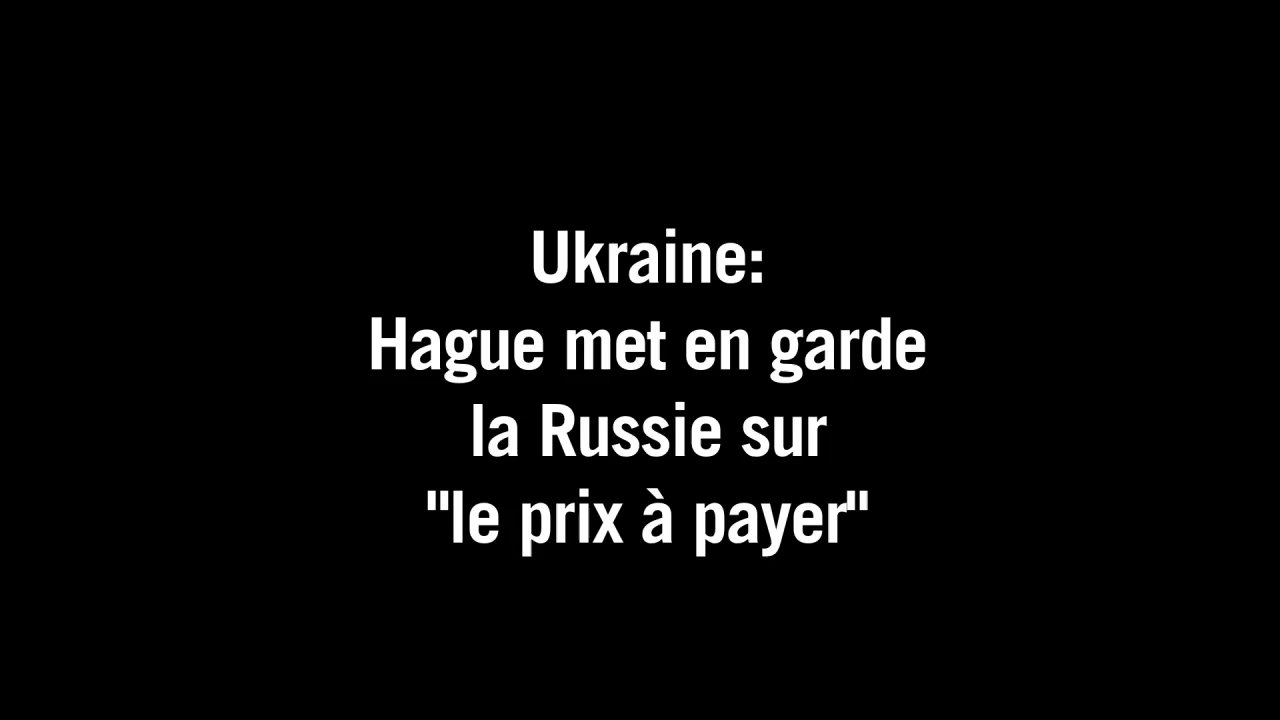 Ukraine:
Hague met en garde
la Russie sur
"le prix à payer"